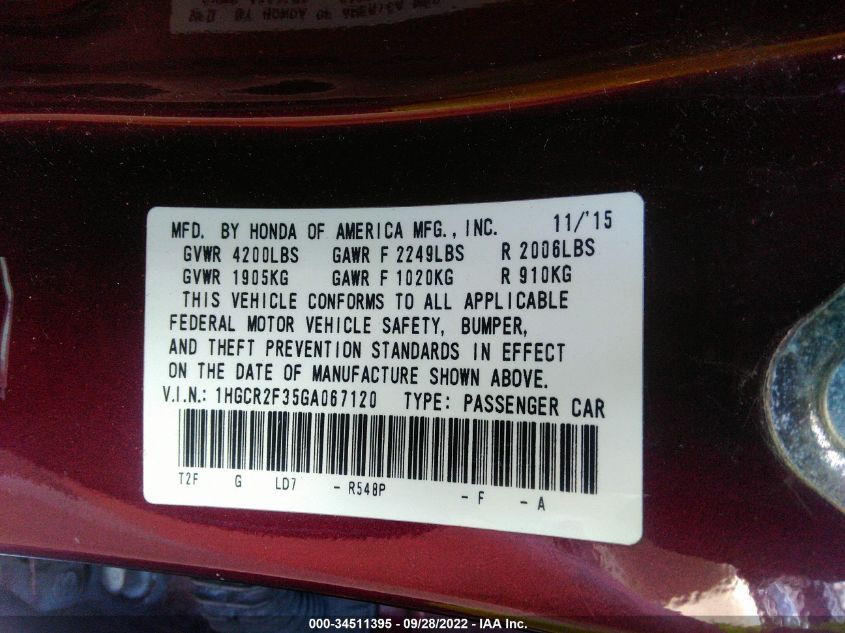 MFD. BY HONDA OF AMERICA MFG., INC. 11/'15
GVWR 4200LBS GAWR F 2249LBS R 2006LBS
GVWR 1905KG GAWR F 1020KG R 910KG
THIS VEHICLE CONFORMS TO ALL APPLICABLE
FEDERAL MOTOR VEHICLE SAFETY, BUMPER,
AND THEFT PREVENTION STANDARDS IN EFFECT
ON THE DATE OF MANUFACTURE SHOWN ABOVE.
V.I.N.: 1HGCR2F35GA067120 TYPE: PASSENGER CAR
T2F G LD7 - R548P - F - A
000-34511395 - 09/28/2022 - IAA Inc.